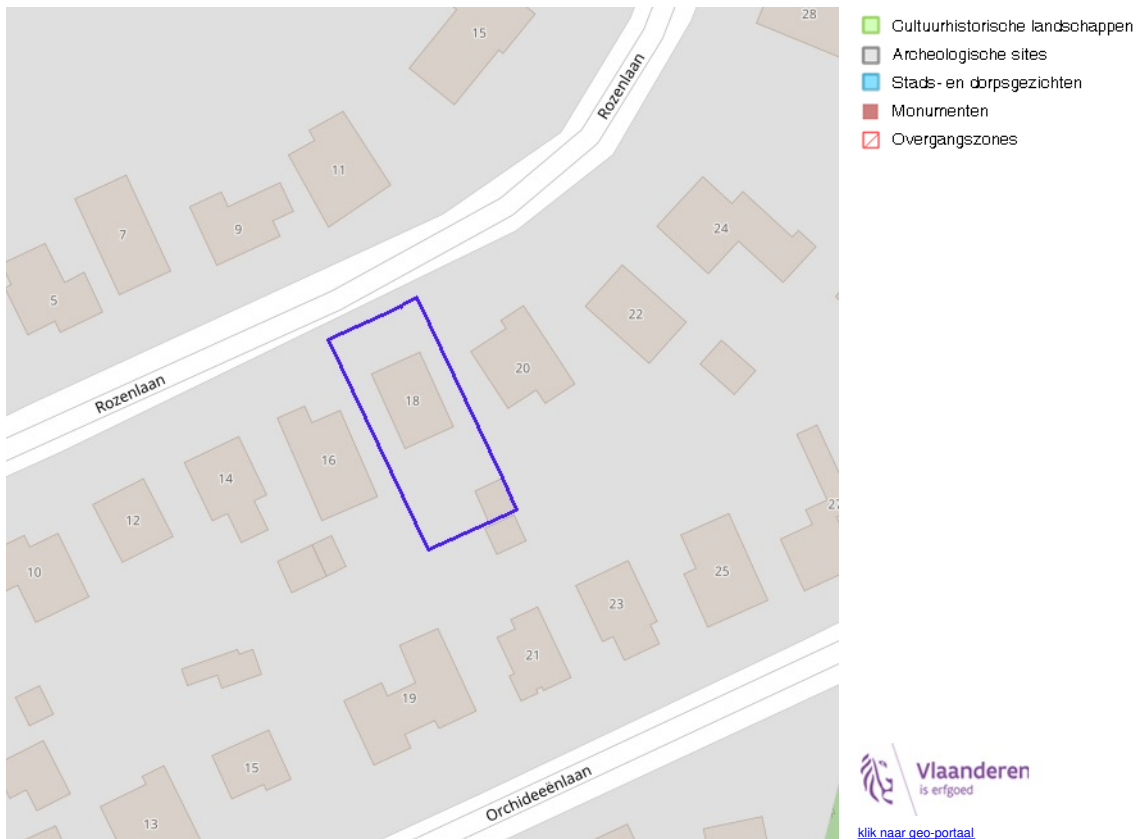 15
28
Rozenlaan
11
7
9
5
24
22
20
Rozenlaan
18
16
14
12
10
27
25
23
21
19
15
13
Orchideeënlaan
Cultuurhistorische landschappen
Archeologische sites
Stads- en dorpsgezichten
Monumenten
Overgangszones
Vlaanderen
is erfgoed
klik naar geo-portaal